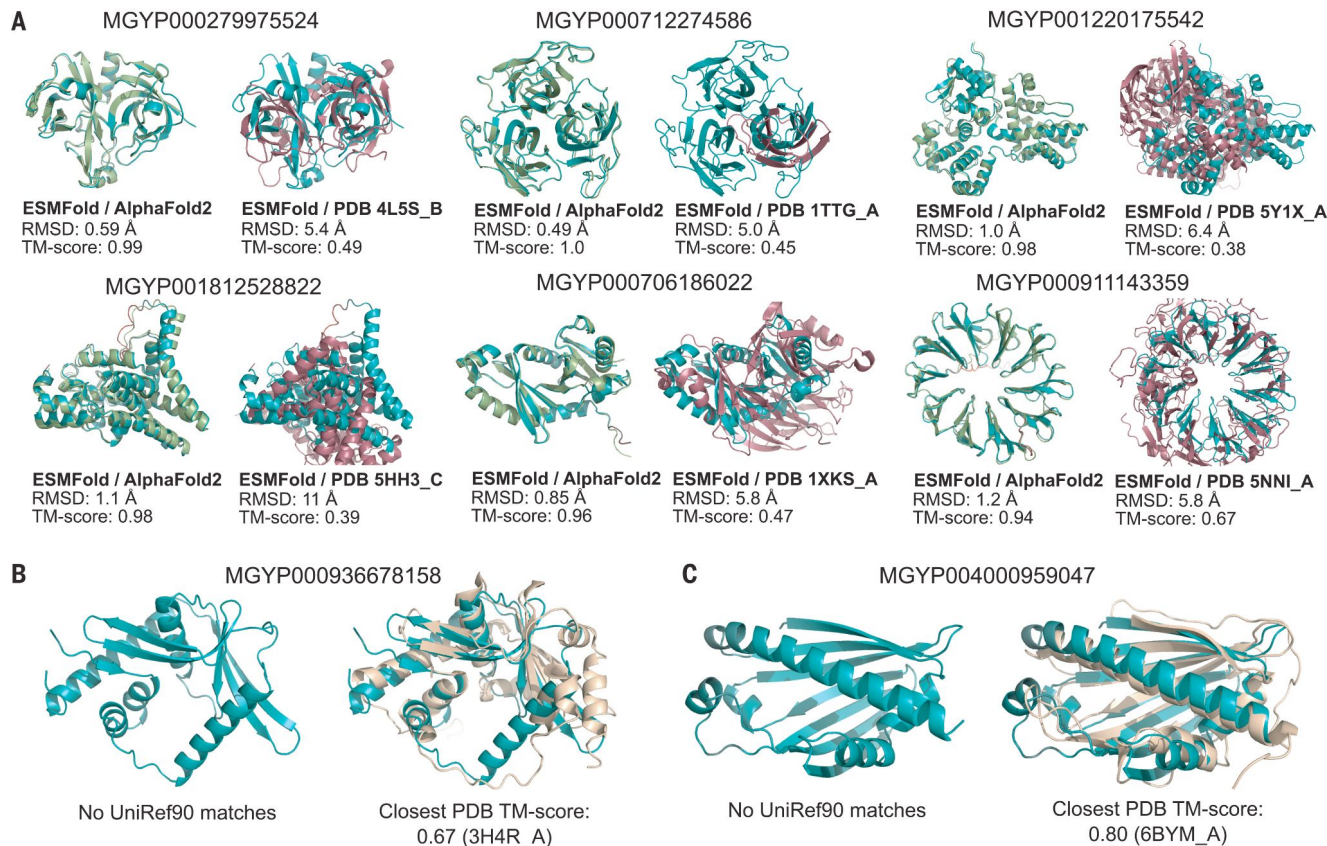 A
MGYP000279975524
MGYP000712274586
MGYP001220175542
ESMFold / AlphaFold2
RMSD: 0.59 Å
TM-score: 0.99
ESMFold / PDB 4L5S_B
RMSD: 5.4 Å
TM-score: 0.49
ESMFold / AlphaFold2
RMSD: 0.49 Å
TM-score: 1.0
ESMFold / PDB 1TTG_A
RMSD: 5.0 Å
TM-score: 0.45
ESMFold / AlphaFold2
RMSD: 1.0 Å
TM-score: 0.98
ESMFold / PDB 5Y1X_A
RMSD: 6.4 Å
TM-score: 0.38
MGYP001812528822
MGYP000706186022
MGYP000911143359
ESMFold / AlphaFold2
RMSD: 1.1 Å
TM-score: 0.98
ESMFold / PDB 5HH3_C
RMSD: 11 Å
TM-score: 0.39
ESMFold / AlphaFold2
RMSD: 0.85 Å
TM-score: 0.96
ESMFold / PDB 1XKS_A
RMSD: 5.8 Å
TM-score: 0.47
ESMFold / AlphaFold2
RMSD: 1.2 Å
TM-score: 0.94
ESMFold / PDB 5NNI_A
RMSD: 5.8 Å
TM-score: 0.67
B
MGYP000936678158
No UniRef90 matches
Closest PDB TM-score:
0.67 (3H4R_A)
C
MGYP004000959047
No UniRef90 matches
Closest PDB TM-score:
0.80 (6BYM_A)